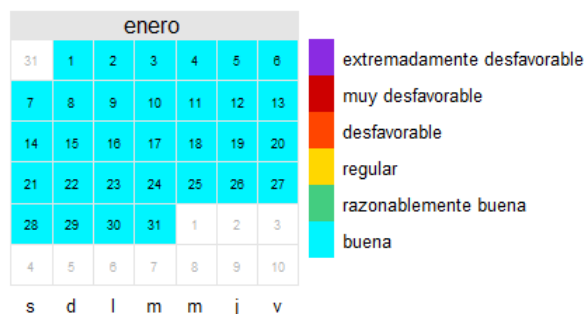 enero
31 1 2 3 4 5 6
7 8 9 10 11 12 13
14 15 16 17 18 19 20
21 22 23 24 25 26 27
28 29 30 31 1 2 3
4 5 6 7 8 9 10
s d l m m j v
extremadamente desfavorable
muy desfavorable
desfavorable
regular
razonablemente buena
buena